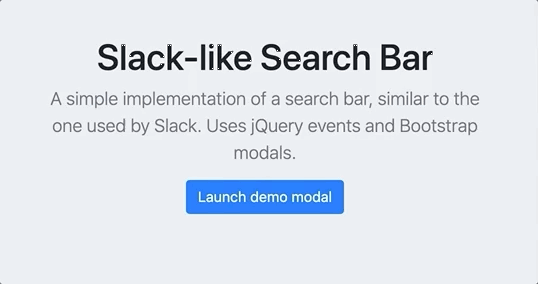 Slack-like Search Bar
A simple implementation of a search bar, similar to the
one used by Slack. Uses jQuery events and Bootstrap
modals.
Launch demo modal